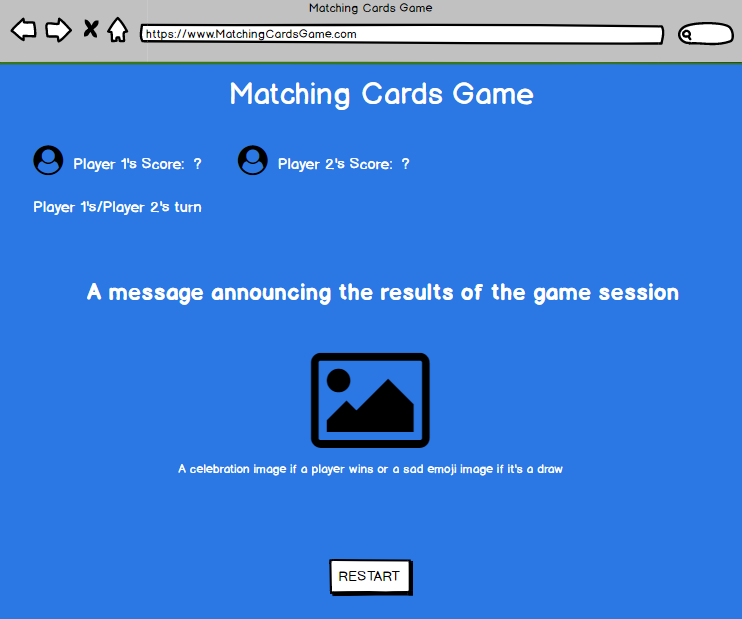 Matching Cards Game
https://www.MatchingCardsGame.com
Matching Cards Game
Player 1's Score: ?
Player 2's Score: ?
Player 1's/Player 2's turn
A message announcing the results of the game session
A celebration image if a player wins or a sad emoji image if it's a draw
RESTART